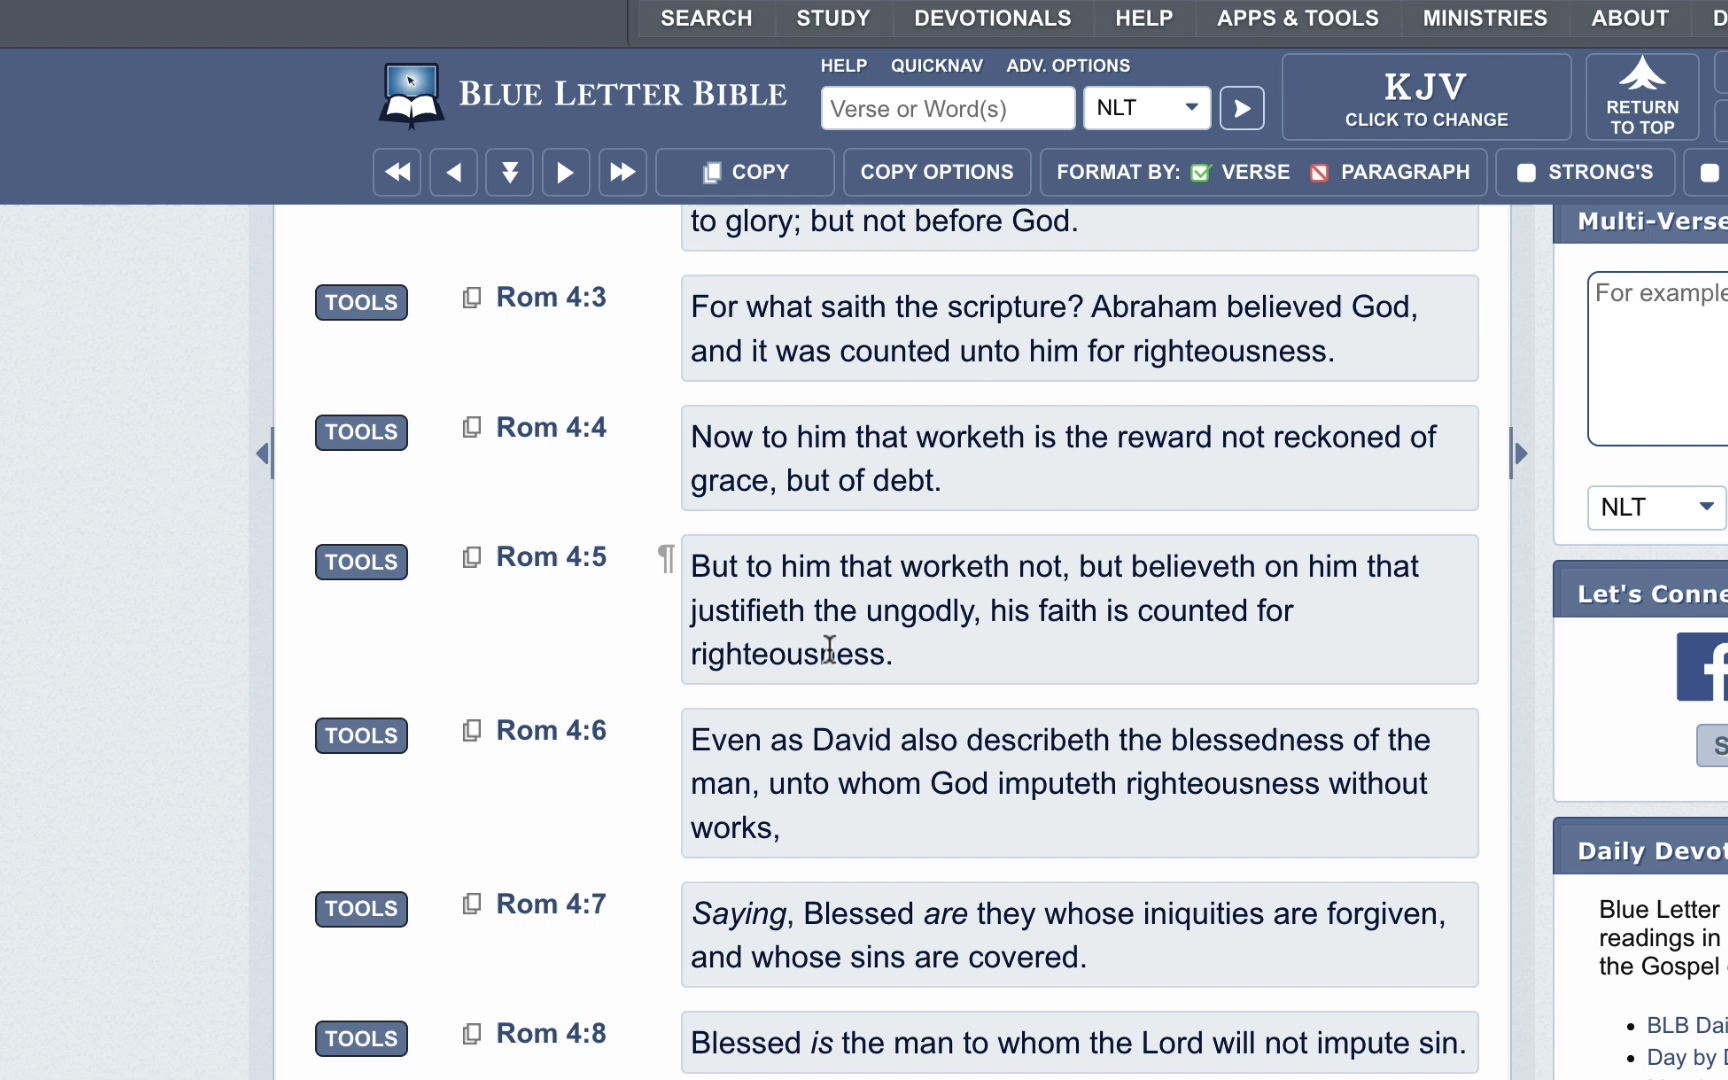 SEARCH STUDY DEVOTIONALS HELP APPS & TOOLS MINISTRIES ABOUT
BLUE LETTER BIBLE
HELP QUICKNAV ADV. OPTIONS
Verse or Word(s) NLT
KJV
CLICK TO CHANGE
RETURN
TO TOP
COPY COPY OPTIONS FORMAT BY: VERSE PARAGRAPH STRONG'S
to glory; but not before God.
TOOLS Rom 4:3
For what saith the scripture? Abraham believed God,
and it was counted unto him for righteousness.
TOOLS Rom 4:4
Now to him that worketh is the reward not reckoned of
grace, but of debt.
TOOLS Rom 4:5 ¶
But to him that worketh not, but believeth on him that
justifieth the ungodly, his faith is counted for
righteousness.
TOOLS Rom 4:6
Even as David also describeth the blessedness of the
man, unto whom God imputeth righteousness without
works,
TOOLS Rom 4:7
Saying, Blessed are they whose iniquities are forgiven,
and whose sins are covered.
TOOLS Rom 4:8
Blessed is the man to whom the Lord will not impute sin.
Multi-Verse
For example
NLT
Let's Conne
Daily Devot
Blue Letter
readings in
the Gospel
BLB Dai
Day by